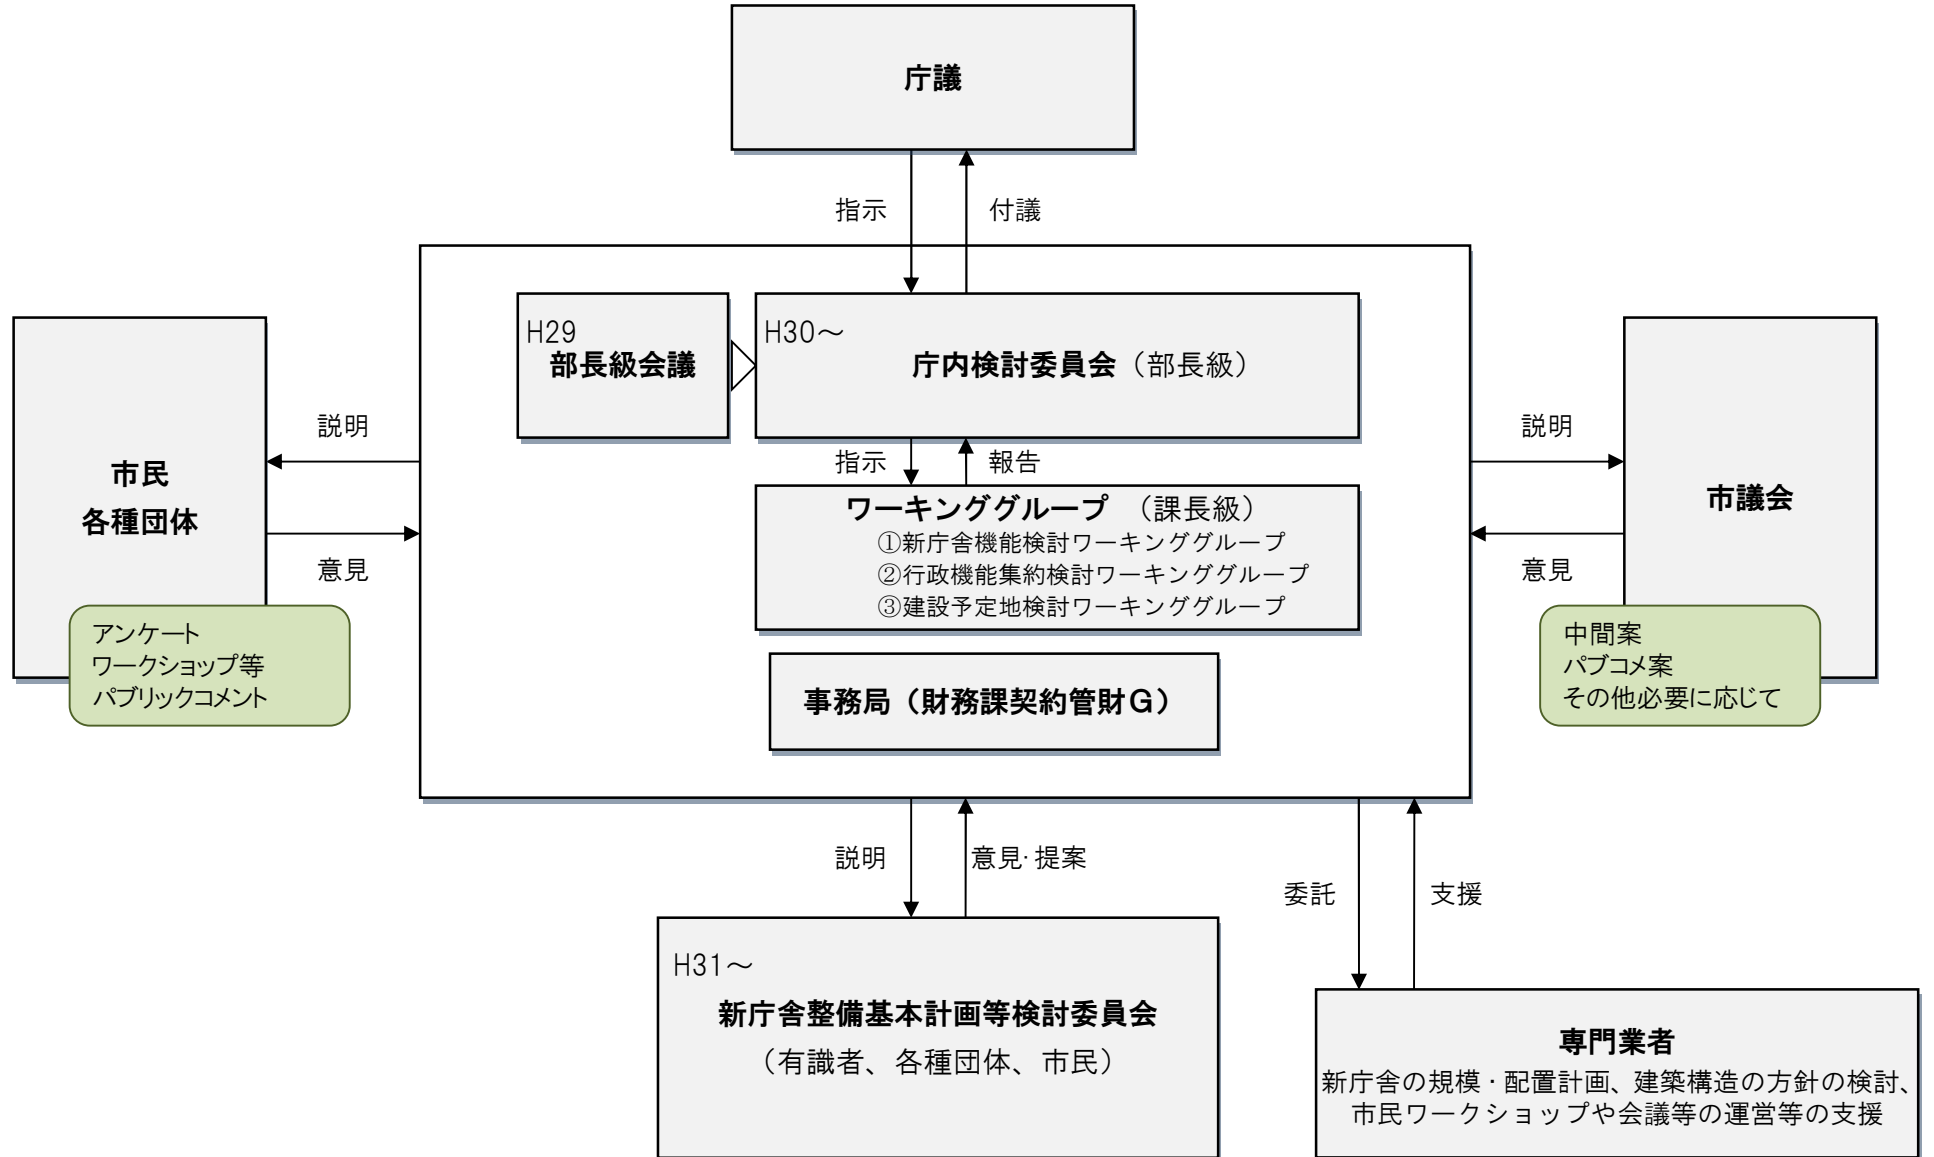 庁議
指示
付議
H29
部長級会議
H30～
庁内検討委員会（部長級）
指示
報告
ワーキンググループ （課長級）
①新庁舎機能検討ワーキンググループ
②行政機能集約検討ワーキンググループ
③建設予定地検討ワーキンググループ
事務局（財務課契約管財Ｇ）
説明
市民
各種団体
意見
アンケート
ワークショップ等
パブリックコメント
説明
市議会
意見
中間案
パブコメ案
その他必要に応じて
説明
意見・提案
委託
支援
H31～
新庁舎整備基本計画等検討委員会
（有識者、各種団体、市民）
専門業者
新庁舎の規模・配置計画、建築構造の方針の検討、
市民ワークショップや会議等の運営等の支援